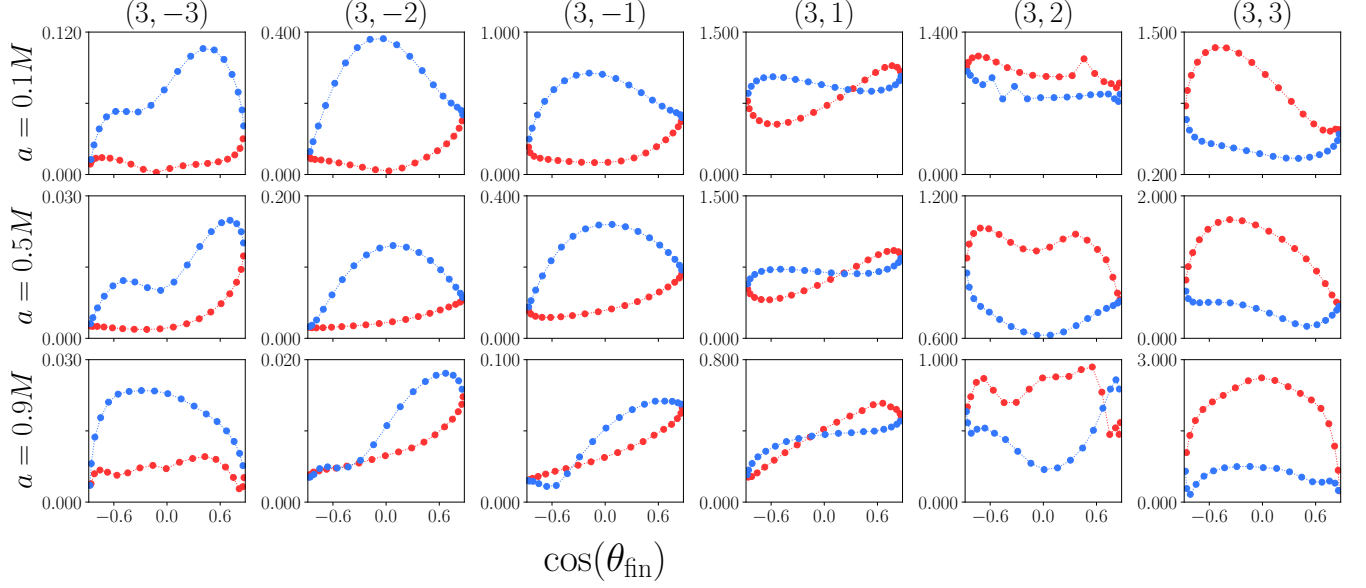 (3, −3) (3, −2) (3, −1) (3, 1) (3, 2) (3, 3)
a = 0.1M
0.120 0.400 1.000 1.500 1.400 1.500
0.000 0.000 0.000 0.000 0.000 0.200
a = 0.5M
0.030 0.200 0.400 1.500 1.200 2.000
0.000 0.000 0.000 0.000 0.600 0.000
a = 0.9M
0.030 0.020 0.100 0.800 1.000 3.000
0.000 0.000 0.000 0.000 0.000 0.000
−0.6 0.0 0.6 −0.6 0.0 0.6 −0.6 0.0 0.6 −0.6 0.0 0.6 −0.6 0.0 0.6 −0.6 0.0 0.6
cos(θfin)